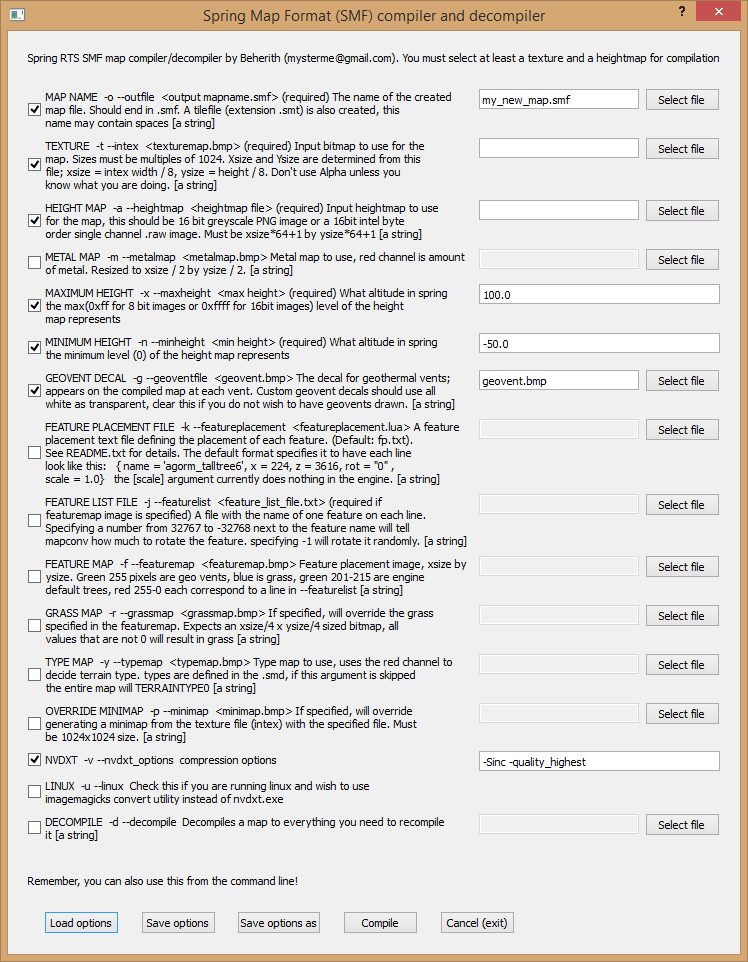 Spring Map Format (SMF) compiler and decompiler
?
Spring RTS SMF map compiler/decompiler by Beherith (mysterme@gmail.com). You must select at least a texture and a heightmap for compilation
MAP NAME -o --outfile <output mapname.smf> (required) The name of the created
map file. Should end in .smf. A tilefile (extension .smt) is also created, this
name may contain spaces [a string]
my_new_map.smf
Select file
TEXTURE -t --intex <texturemap.bmp> (required) Input bitmap to use for the
map. Sizes must be multiples of 1024. Xsize and Ysize are determined from this
file; xsize = intex width / 8, ysize = height / 8. Don't use Alpha unless you
know what you are doing. [a string]
Select file
HEIGHT MAP -a --heightmap <heightmap file> (required) Input heightmap to use
for the map, this should be 16 bit greyscale PNG image or a 16bit intel byte
order single channel .raw image. Must be xsize*64+1 by ysize*64+1 [a string]
Select file
METAL MAP -m --metalmap <metalmap.bmp> Metal map to use, red channel is amount
of metal. Resized to xsize / 2 by ysize / 2. [a string]
Select file
MAXIMUM HEIGHT -x --maxheight <max height> (required) What altitude in spring
the max(0xff for 8 bit images or 0xffff for 16bit images) level of the height
map represents
100.0
MINIMUM HEIGHT -n --minheight <min height> (required) What altitude in spring
the minimum level (0) of the height map represents
-50.0
GEOVENT DECAL -g --geoventfile <geovent.bmp> The decal for geothermal vents;
appears on the compiled map at each vent. Custom geovent decals should use all
white as transparent, clear this if you do not wish to have geovents drawn. [a string]
geovent.bmp
Select file
FEATURE PLACEMENT FILE -k --featureplacement <featureplacement.lua> A feature
placement text file defining the placement of each feature. (Default: fp.txt).
See README.txt for details. The default format specifies it to have each line
look like this: { name = 'agorm_talltree6', x = 224, z = 3616, rot = "0" ,
scale = 1.0} the [scale] argument currently does nothing in the engine. [a string]
Select file
FEATURE LIST FILE -j --featurelist <feature_list_file.txt> (required if
featuremap image is specified) A file with the name of one feature on each line.
Specifying a number from 32767 to -32768 next to the feature name will tell
mapconv how much to rotate the feature. specifying -1 will rotate it randomly. [a string]
Select file
FEATURE MAP -f --featuremap <featuremap.bmp> Feature placement image, xsize by
ysize. Green 255 pixels are geo vents, blue is grass, green 201-215 are engine
default trees, red 255-0 each correspond to a line in --featurelist [a string]
Select file
GRASS MAP -r --grassmap <grassmap.bmp> If specified, will override the grass
specified in the featuremap. Expects an xsize/4 x ysize/4 sized bitmap, all
values that are not 0 will result in grass [a string]
Select file
TYPE MAP -y --typemap <typemap.bmp> Type map to use, uses the red channel to
decide terrain type. types are defined in the .smd, if this argument is skipped
the entire map will TERRAINTYPE0 [a string]
Select file
OVERRIDE MINIMAP -p --minimap <minimap.bmp> If specified, will override
generating a minimap from the texture file (intex) with the specified file. Must
be 1024x1024 size. [a string]
Select file
NVDXT -v --nvdxt_options compression options
-Sinc -quality_highest
LINUX -u --linux Check this if you are running linux and wish to use
imagemagicks convert utility instead of nvdxt.exe
DECOMPILE -d --decompile Decompiles a map to everything you need to recompile
it [a string]
Select file
Remember, you can also use this from the command line!
Load options
Save options
Save options as
Compile
Cancel (exit)